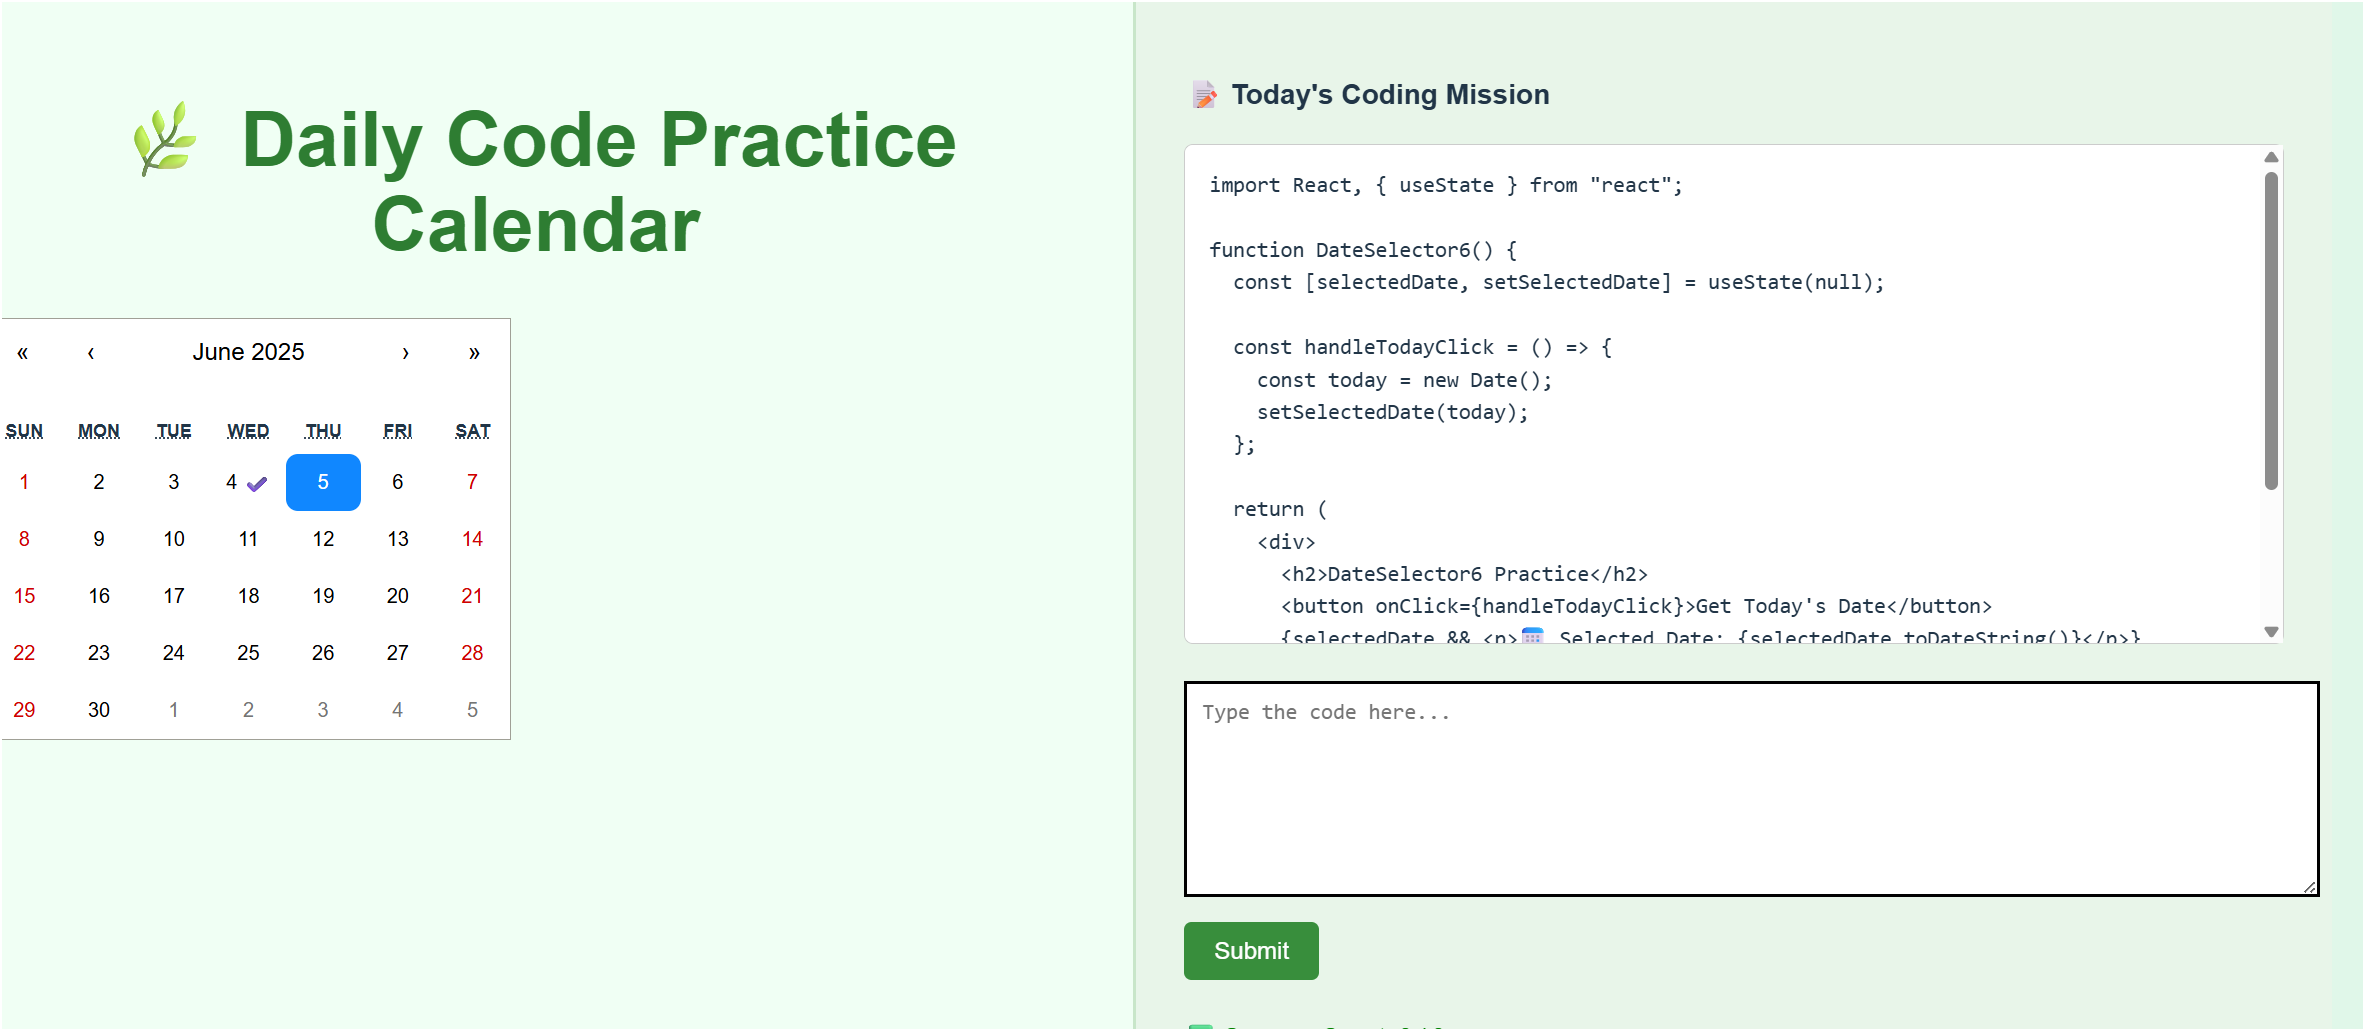 🌿 Daily Code Practice
Calendar
« ‹ June 2025 › »
SUN MON TUE WED THU FRI SAT
1 2 3 4 ✔ 5 6 7
8 9 10 11 12 13 14
15 16 17 18 19 20 21
22 23 24 25 26 27 28
29 30 1 2 3 4 5
📝 Today's Coding Mission
import React, { useState } from "react";
function DateSelector6() {
const [selectedDate, setSelectedDate] = useState(null);
const handleTodayClick = () => {
const today = new Date();
setSelectedDate(today);
};
return (
<div>
<h2>DateSelector6 Practice</h2>
<button onClick={handleTodayClick}>Get Today's Date</button>
{selectedDate && <p>📅 Selected Date: {selectedDate.toDateString()}</p>}
Type the code here...
Submit